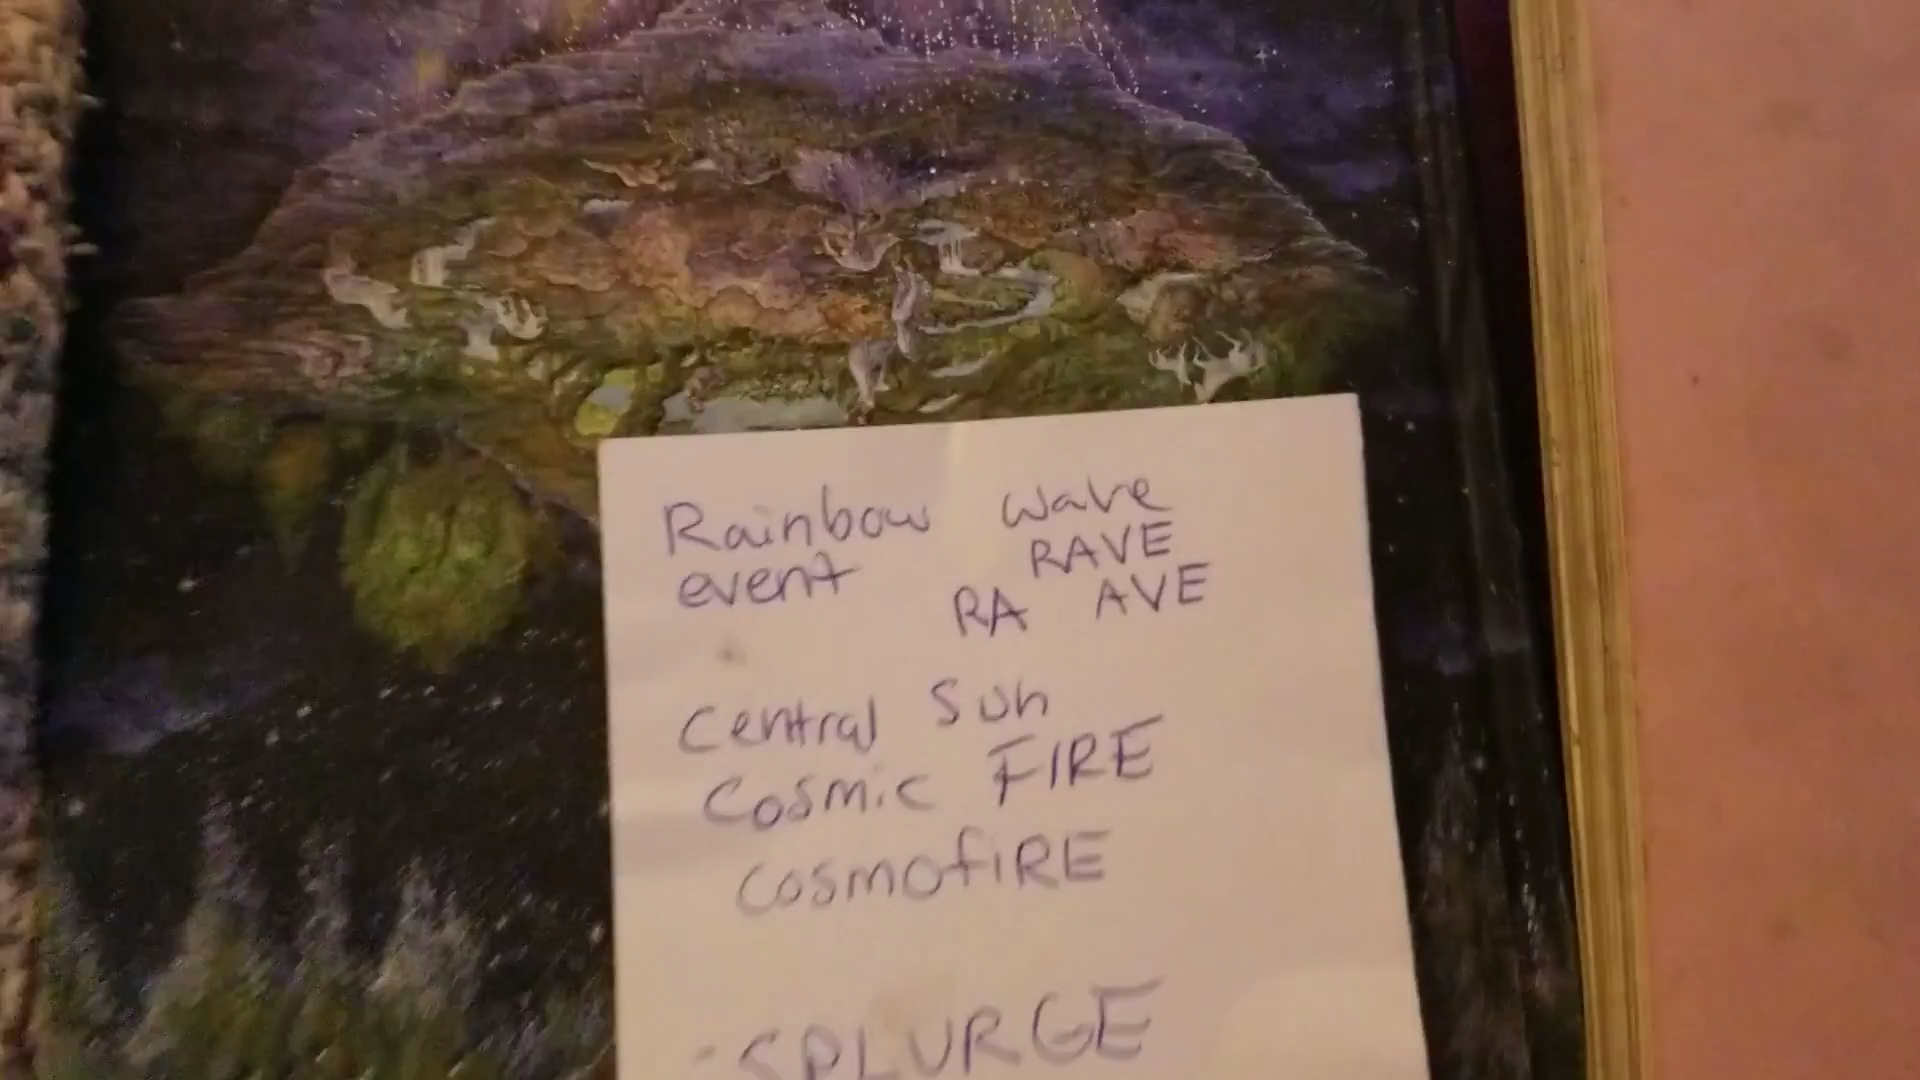 Rainbow wave
event RAVE
RA AVE
Central Sun
Cosmic FIRE
cosmofIRE
SPLURGE